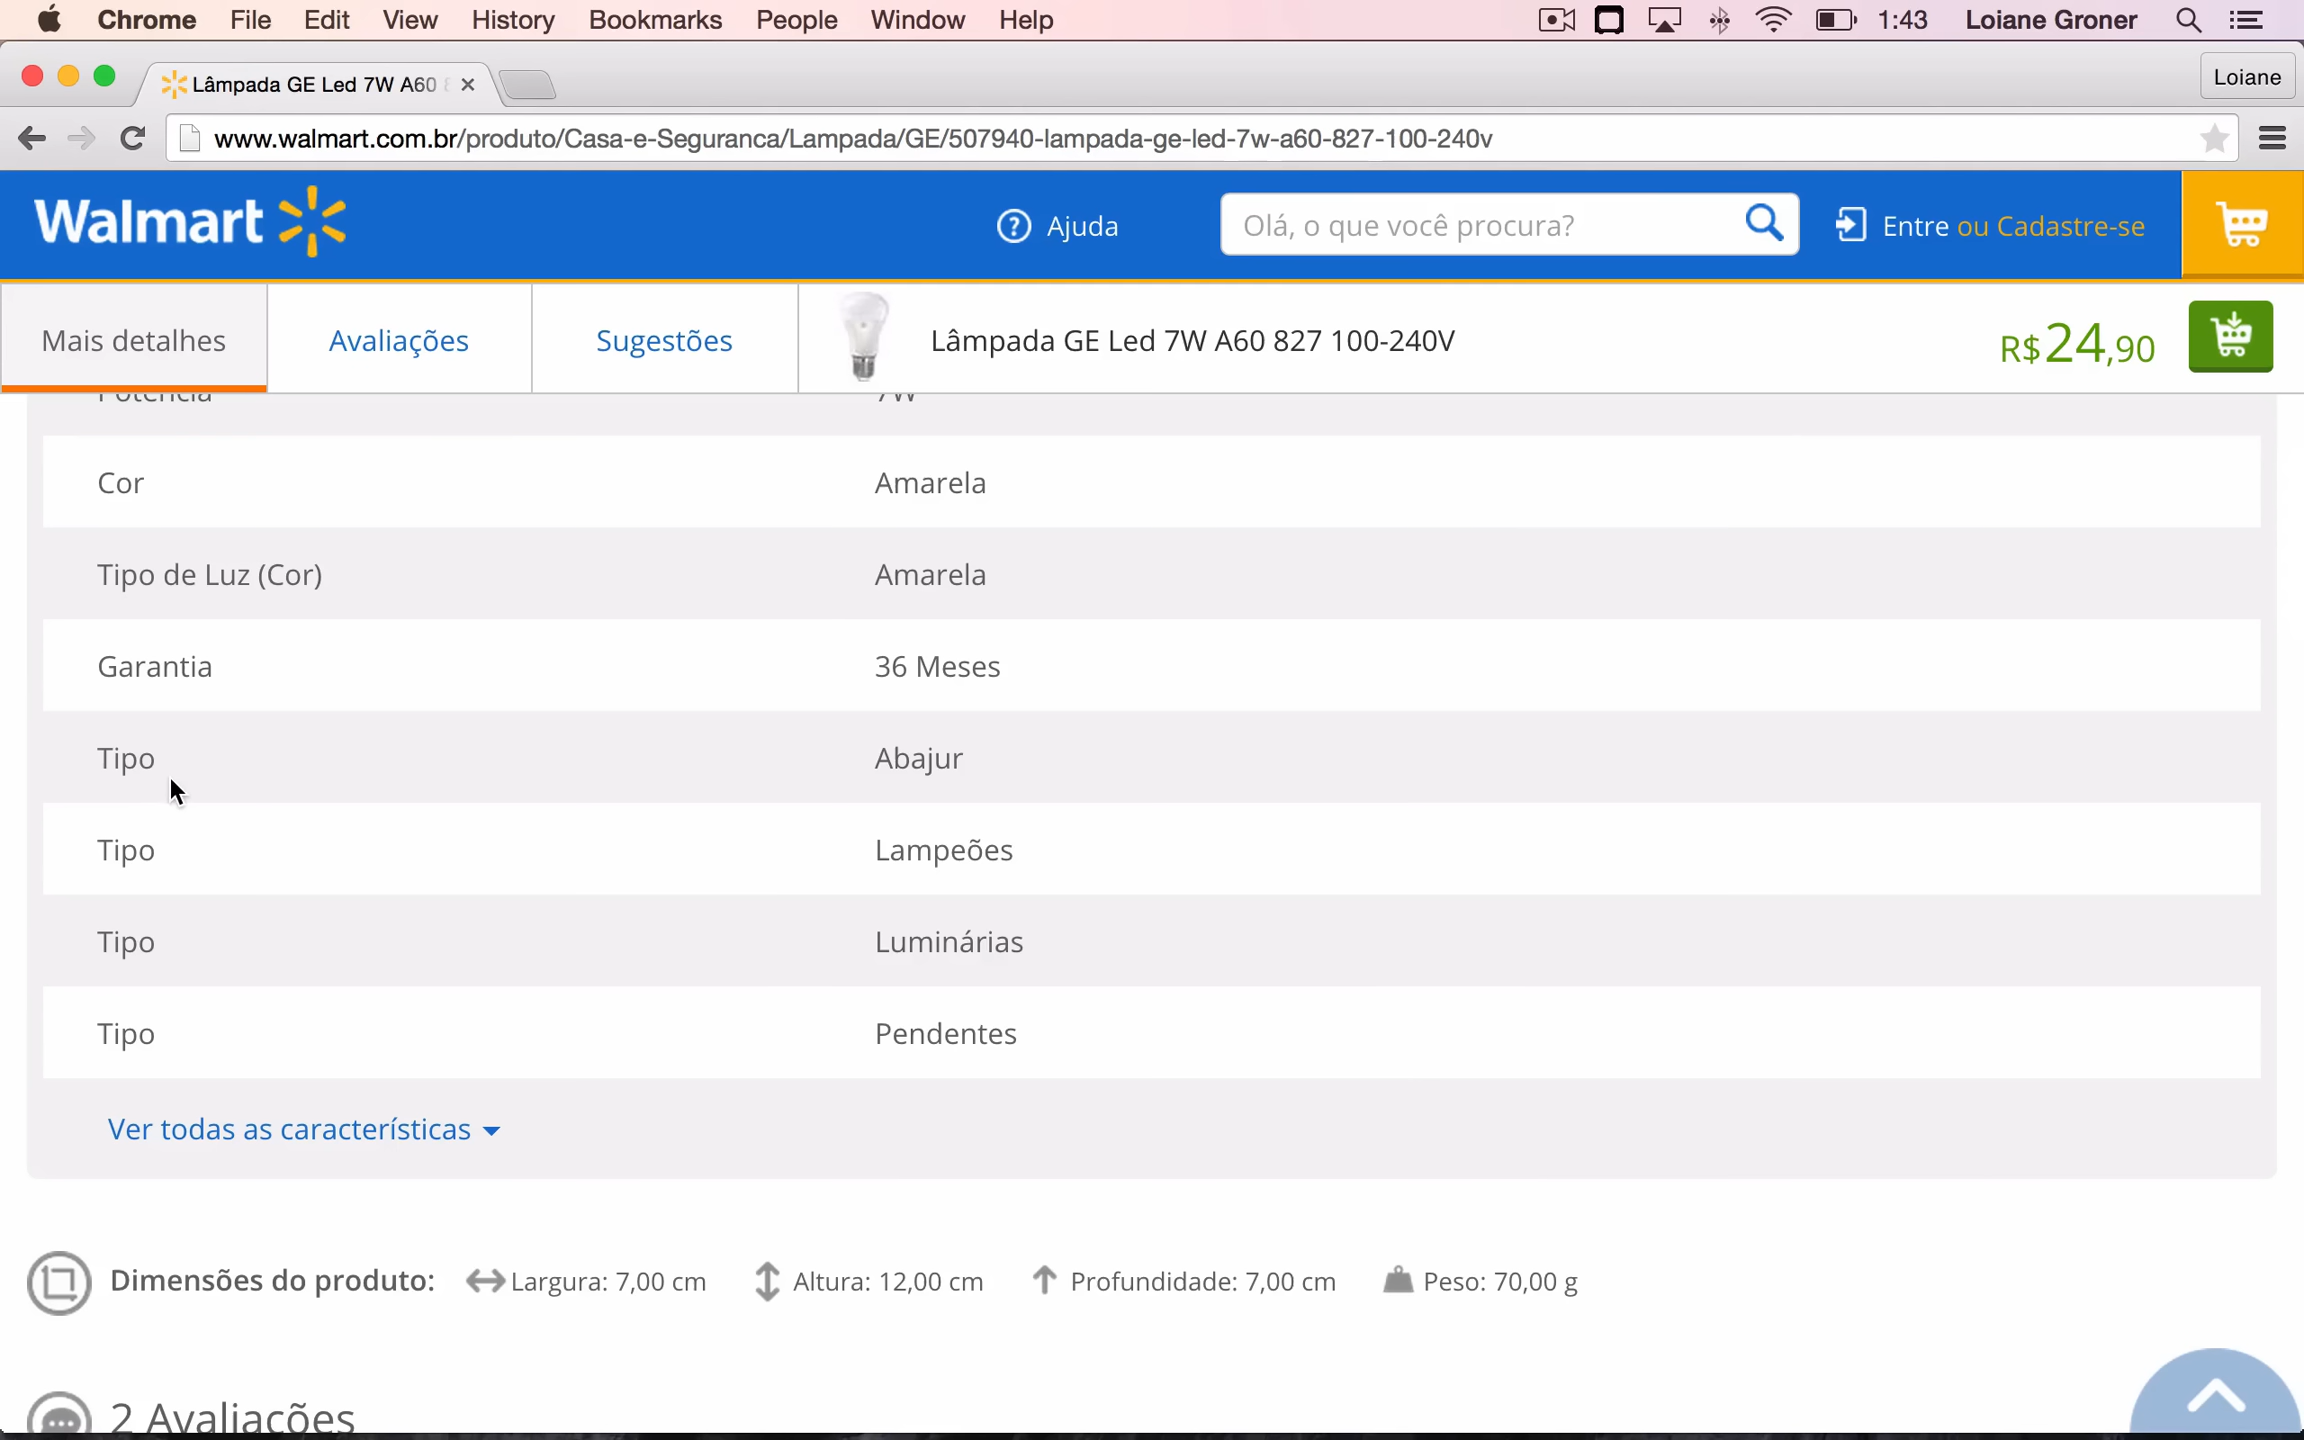 Chrome File Edit View History Bookmarks People Window Help 1:43 Loiane Groner
Lâmpada GE Led 7W A60 Loiane
www.walmart.com.br/produto/Casa-e-Seguranca/Lampada/GE/507940-lampada-ge-led-7w-a60-827-100-240v
Walmart Ajuda Olá, o que você procura? Entre ou Cadastre-se
Mais detalhes Avaliações Sugestões Lâmpada GE Led 7W A60 827 100-240V R$24,90
Potência 7W
Cor Amarela
Tipo de Luz (Cor) Amarela
Garantia 36 Meses
Tipo Abajur
Tipo Lampeões
Tipo Luminárias
Tipo Pendentes
Ver todas as características
Dimensões do produto: Largura: 7,00 cm Altura: 12,00 cm Profundidade: 7,00 cm Peso: 70,00 g
2 Avaliações